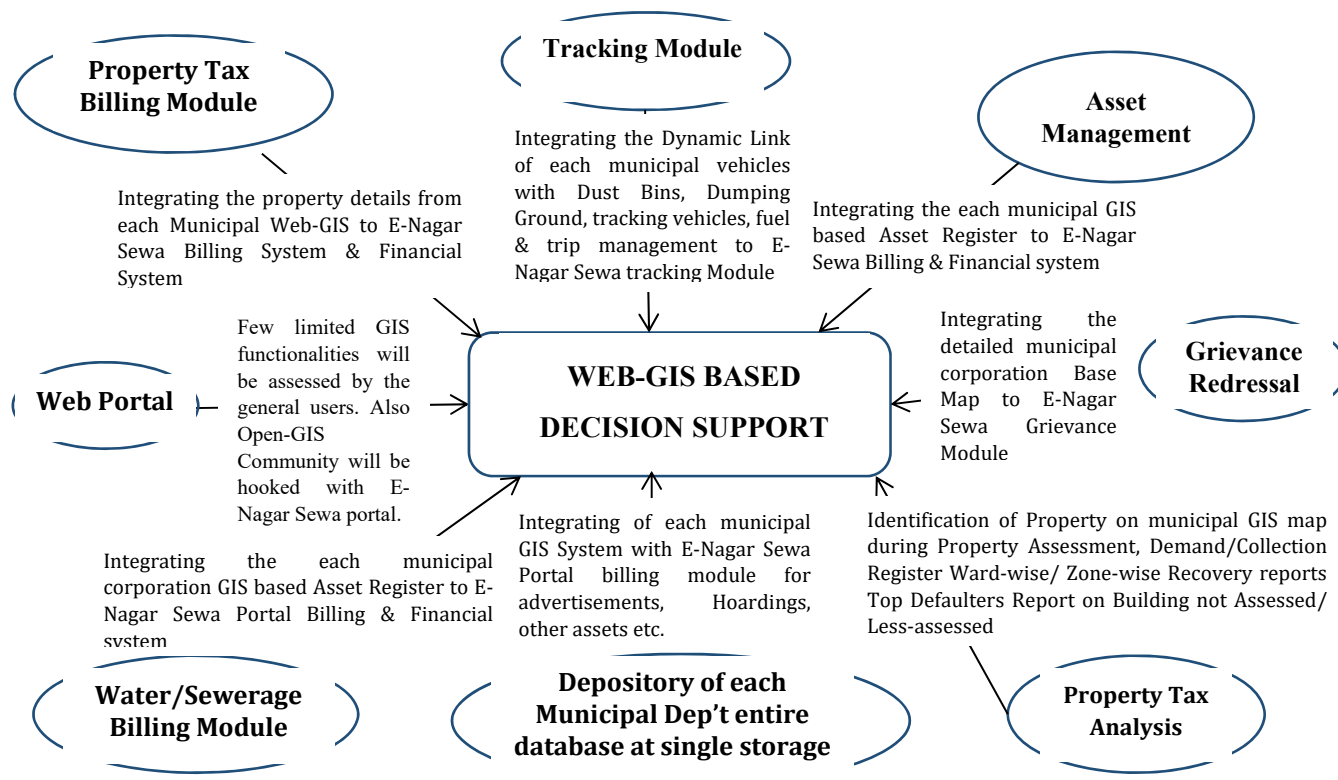 Property Tax
Billing Module
Tracking Module
Asset
Management
Integrating the property details from
each Municipal Web-GIS to E-Nagar
Sewa Billing System & Financial
System
Integrating the Dynamic Link
of each municipal vehicles
with Dust Bins, Dumping
Ground, tracking vehicles, fuel
& trip management to E-
Nagar Sewa tracking Module
Integrating the each municipal GIS
based Asset Register to E-Nagar
Sewa Billing & Financial system
Web Portal
Few limited GIS
functionalities will
be assessed by the
general users. Also
Open-GIS
Community will be
hooked with E-
Nagar Sewa portal.
WEB-GIS BASED
DECISION SUPPORT
Integrating the
detailed municipal
corporation Base
Map to E-Nagar
Sewa Grievance
Module
Grievance
Redressal
Integrating the each municipal
corporation GIS based Asset Register to E-
Nagar Sewa Portal Billing & Financial
system
Integrating of each municipal
GIS System with E-Nagar Sewa
Portal billing module for
advertisements, Hoardings,
other assets etc.
Identification of Property on municipal GIS map
during Property Assessment, Demand/Collection
Register Ward-wise/ Zone-wise Recovery reports
Top Defaulters Report on Building not Assessed/
Less-assessed
Water/Sewerage
Billing Module
Depository of each
Municipal Dep't entire
database at single storage
Property Tax
Analysis